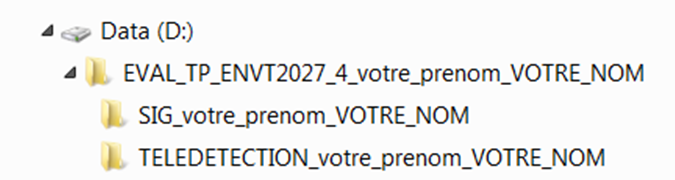 Data (D:)
EVAL_TP_ENVT2027_4_votre_prenom_VOTRE_NOM
SIG_votre_prenom_VOTRE_NOM
TELEDETECTION_votre_prenom_VOTRE_NOM